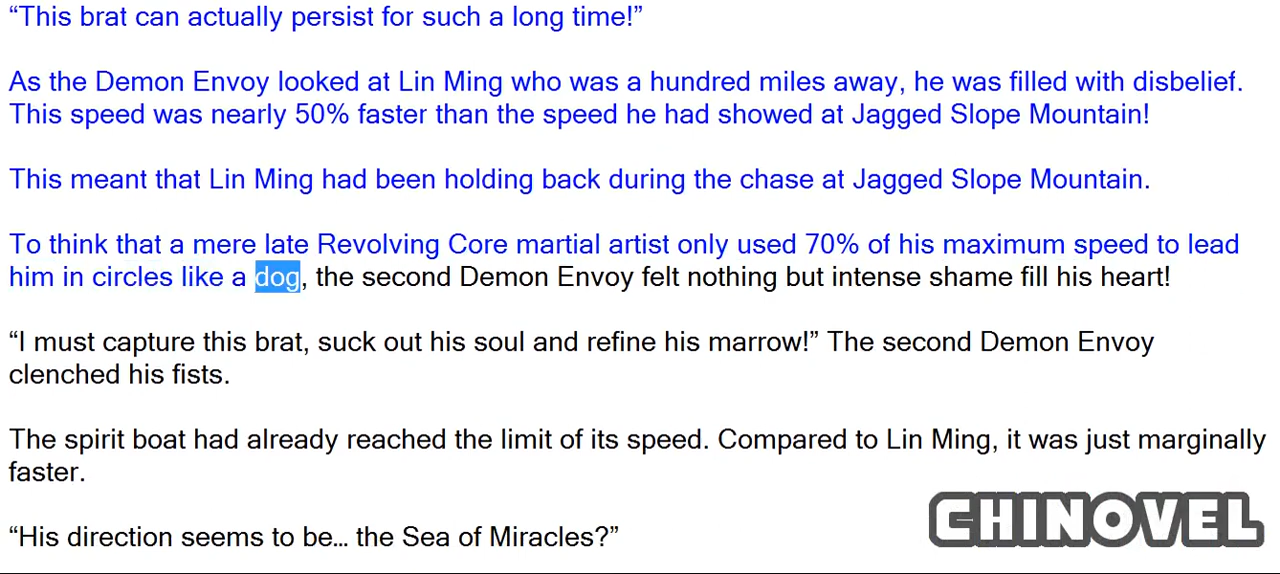 “This brat can actually persist for such a long time!”
As the Demon Envoy looked at Lin Ming who was a hundred miles away, he was filled with disbelief.
This speed was nearly 50% faster than the speed he had showed at Jagged Slope Mountain!
This meant that Lin Ming had been holding back during the chase at Jagged Slope Mountain.
To think that a mere late Revolving Core martial artist only used 70% of his maximum speed to lead
him in circles like a dog, the second Demon Envoy felt nothing but intense shame fill his heart!
“I must capture this brat, suck out his soul and refine his marrow!” The second Demon Envoy
clenched his fists.
The spirit boat had already reached the limit of its speed. Compared to Lin Ming, it was just marginally
faster.
“His direction seems to be… the Sea of Miracles?”
CHINOVEL